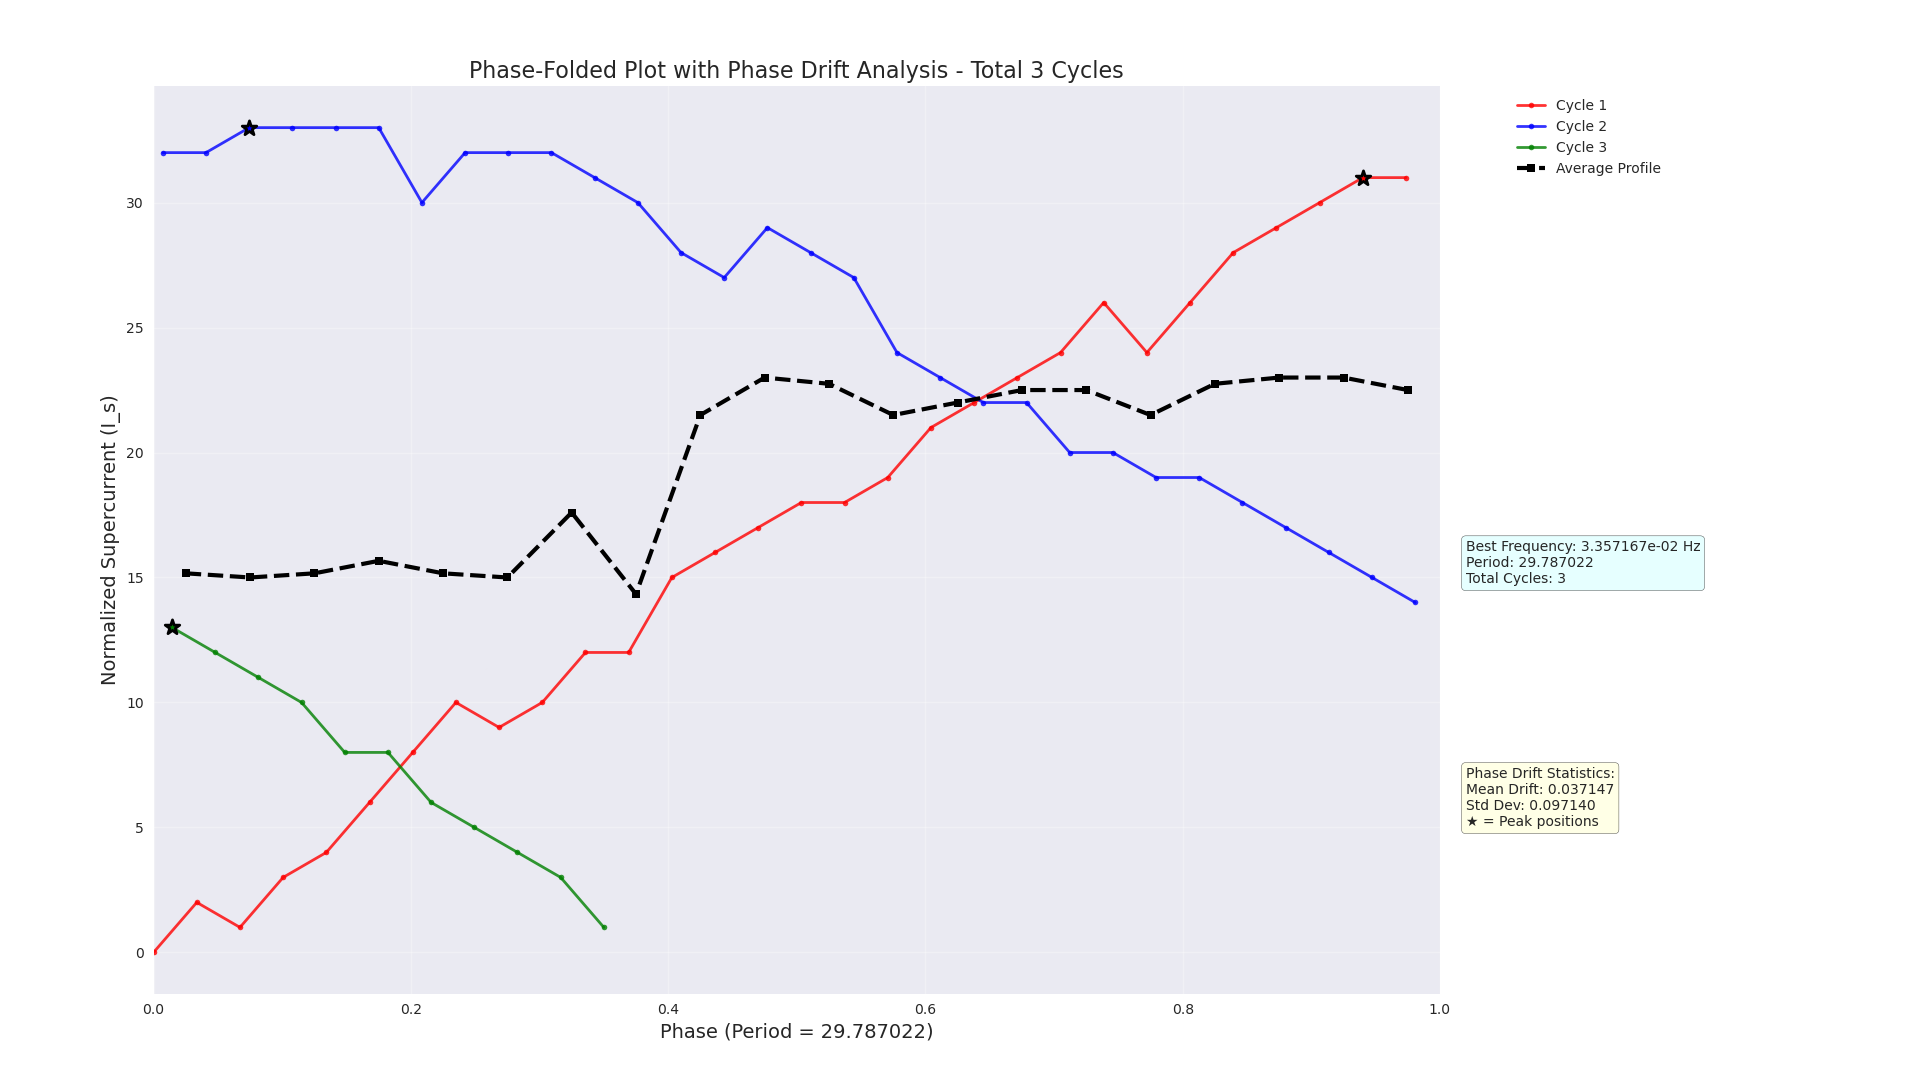 Phase-Folded Plot with Phase Drift Analysis - Total 3 Cycles
Cycle 1
Cycle 2
Cycle 3
Average Profile
Normalized Supercurrent (I_s)
30
25
20
15
10
5
0
0.0
0.2
0.4
0.6
0.8
1.0
Phase (Period = 29.787022)
Best Frequency: 3.357167e-02 Hz
Period: 29.787022
Total Cycles: 3
Phase Drift Statistics:
Mean Drift: 0.037147
Std Dev: 0.097140
★ = Peak positions